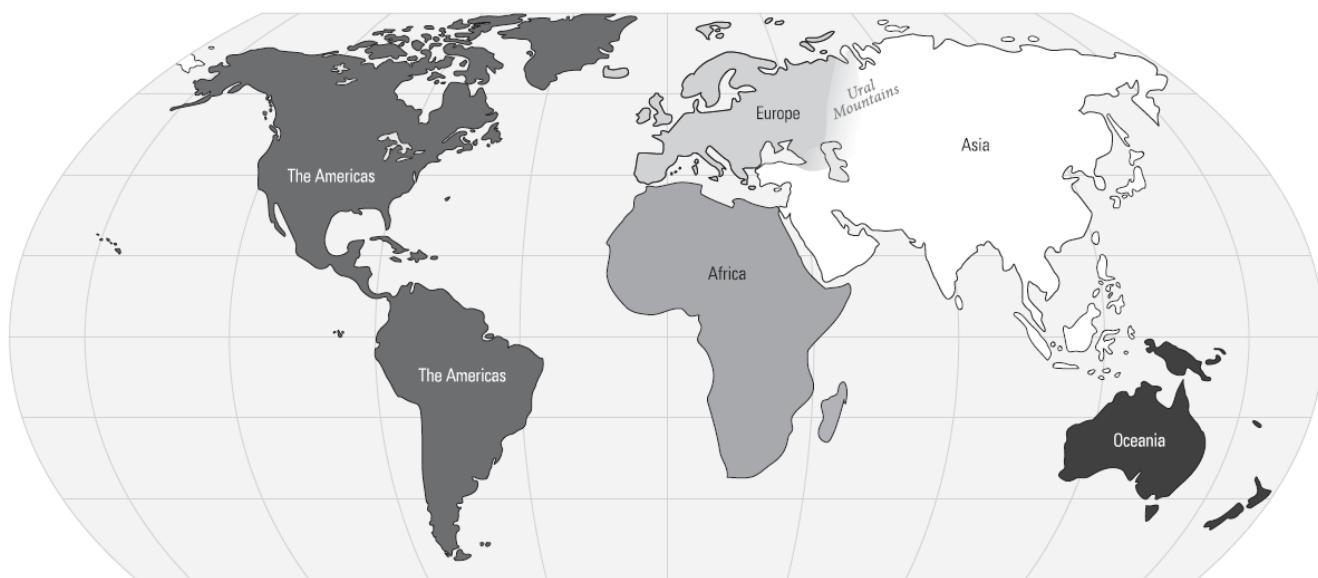 Ural
Mountains
Europe
Asia
The Americas
Africa
The Americas
Oceania